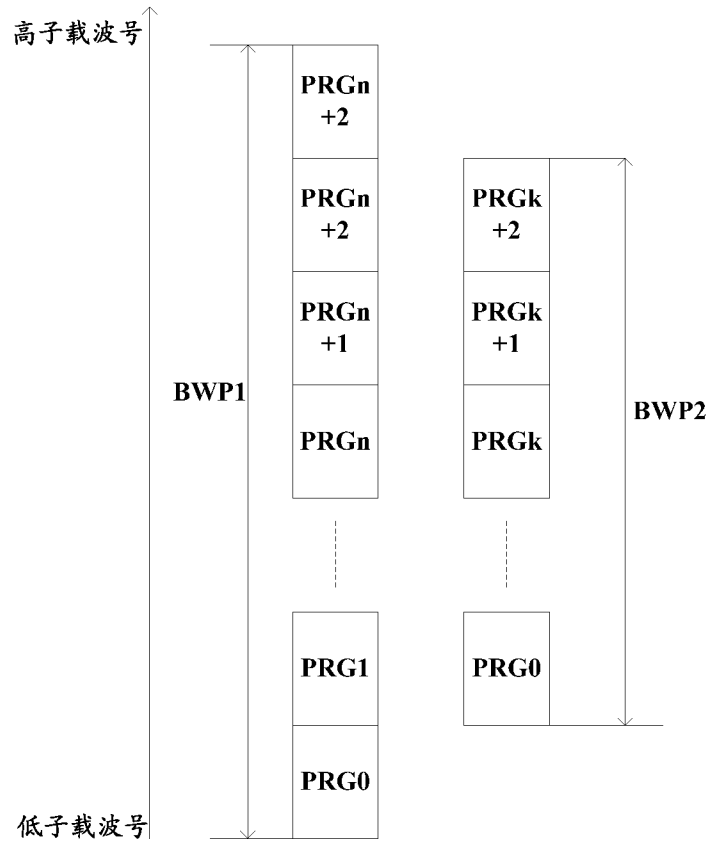 高子载波号
PRGn
+2
PRGn
+2
PRGk
+2
PRGn
+1
PRGk
+1
BWP1
BWP2
PRGn
PRGk
PRG1
PRG0
PRG0
低子载波号